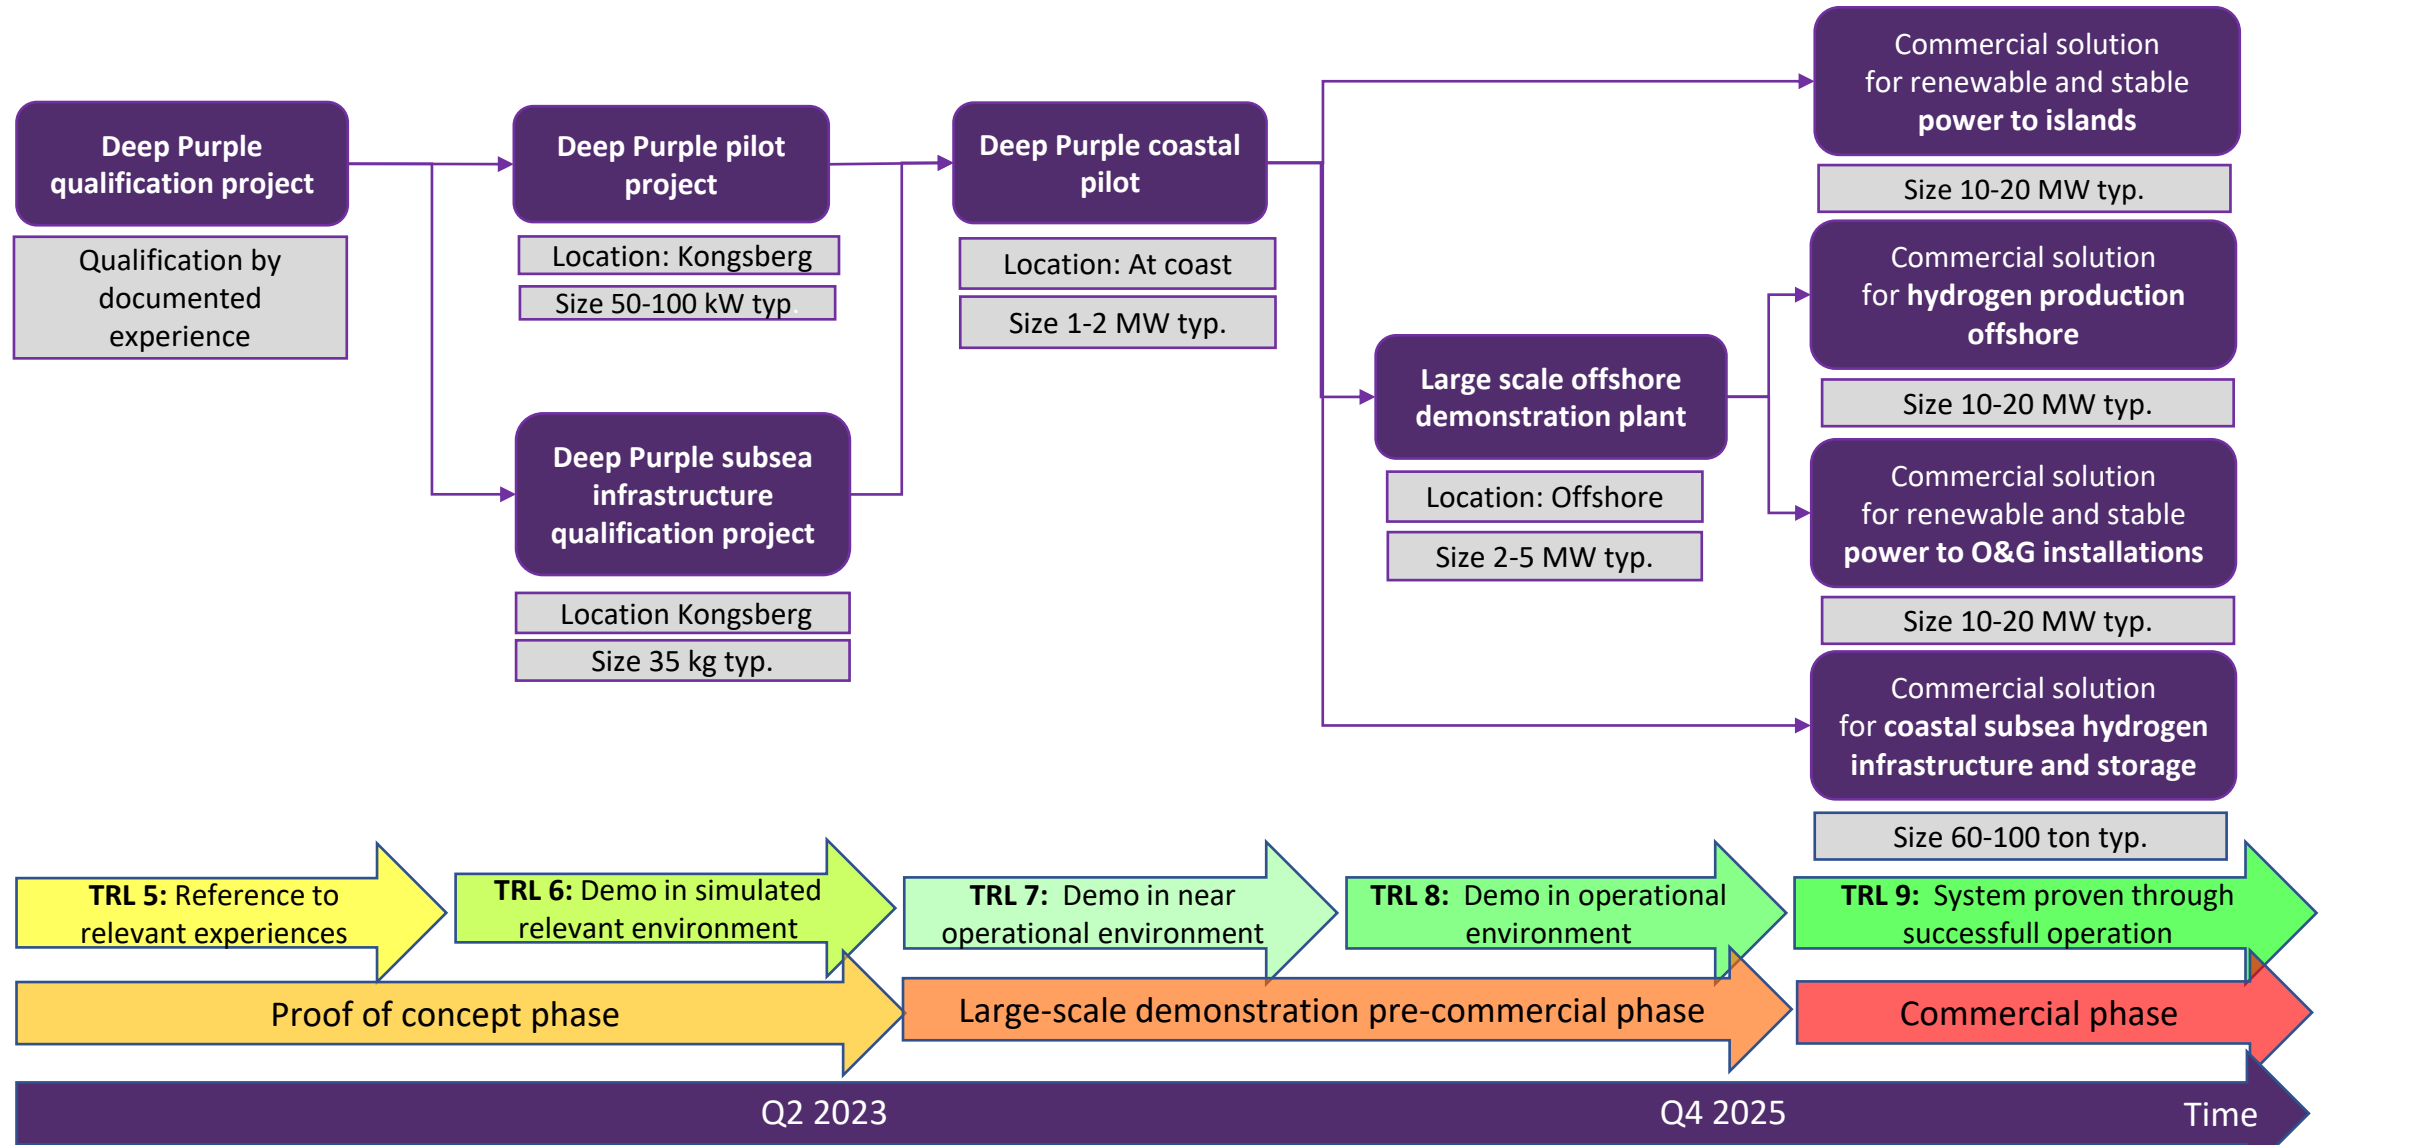 Deep Purple
qualification project
Qualification by
documented
experience
Deep Purple pilot
project
Location: Kongsberg
Size 50-100 kW typ.
Deep Purple subsea
infrastructure
qualification project
Location Kongsberg
Size 35 kg typ.
Deep Purple coastal
pilot
Location: At coast
Size 1-2 MW typ.
Large scale offshore
demonstration plant
Location: Offshore
Size 2-5 MW typ.
Commercial solution
for renewable and stable
power to islands
Size 10-20 MW typ.
Commercial solution
for hydrogen production
offshore
Size 10-20 MW typ.
Commercial solution
for renewable and stable
power to O&G installations
Size 10-20 MW typ.
Commercial solution
for coastal subsea hydrogen
infrastructure and storage
Size 60-100 ton typ.
TRL 5: Reference to
relevant experiences
TRL 6: Demo in simulated
relevant environment
TRL 7: Demo in near
operational environment
TRL 8: Demo in operational
environment
TRL 9: System proven through
successfull operation
Proof of concept phase
Large-scale demonstration pre-commercial phase
Commercial phase
Q2 2023
Q4 2025
Time